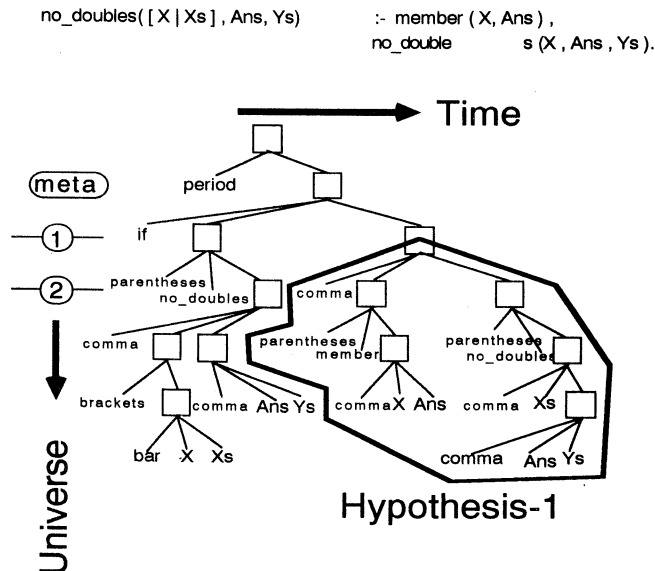 no_doubles([X|Xs], Ans, Ys) :- member(X, Ans),
no_double s(X, Ans, Ys).
Time
meta
period
1
if
2
parentheses
no_doubles
comma
comma
parentheses
member
parentheses
no_doubles
brackets
comma Ans Ys
comma X Ans
comma Xs
bar X Xs
comma Ans Ys
Universe
Hypothesis-1